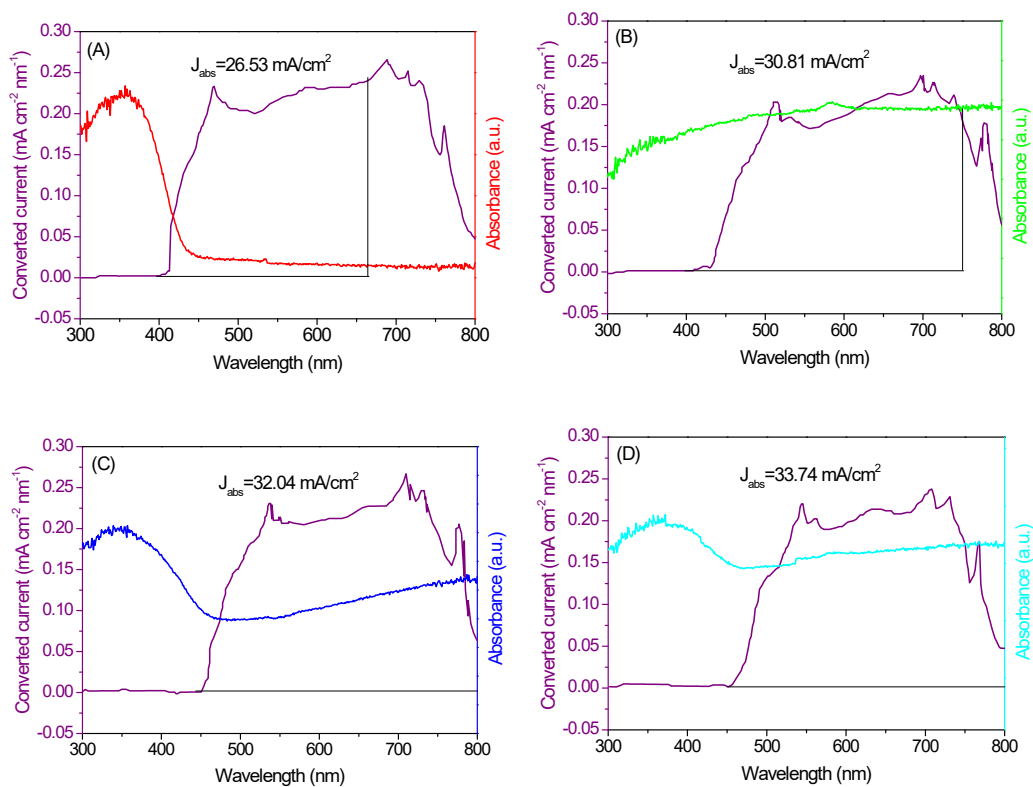 (A)
J_abs=26.53 mA/cm²
Converted current (mA cm⁻² nm⁻¹)
0.30
0.25
0.20
0.15
0.10
0.05
0.00
-0.05
300 400 500 600 700 800
Wavelength (nm)
Absorbance (a.u.)
(B)
J_abs=30.81 mA/cm²
Converted current (mA cm⁻² nm⁻¹)
0.30
0.25
0.20
0.15
0.10
0.05
0.00
-0.05
300 400 500 600 700 800
Wavelength (nm)
Absorbance (a.u.)
(C)
J_abs=32.04 mA/cm²
Converted current (mA cm⁻² nm⁻¹)
0.30
0.25
0.20
0.15
0.10
0.05
0.00
-0.05
300 400 500 600 700 800
Wavelength (nm)
Absorbance (a.u.)
(D)
J_abs=33.74 mA/cm²
Converted current (mA cm⁻² nm⁻¹)
0.30
0.25
0.20
0.15
0.10
0.05
0.00
-0.05
300 400 500 600 700 800
Wavelength (nm)
Absorbance (a.u.)